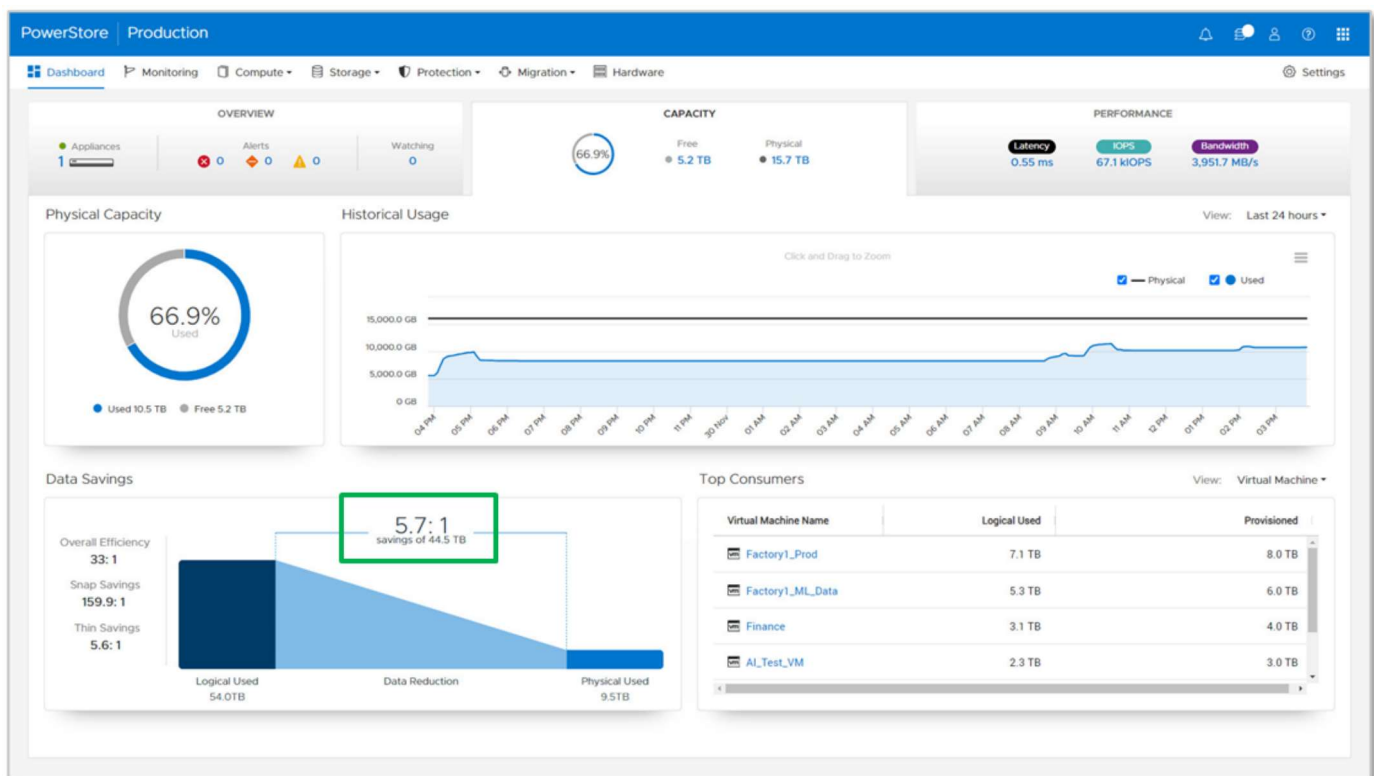 PowerStore Production
Dashboard Monitoring Compute Storage Protection Migration Hardware Settings
OVERVIEW
Appliances
1
Alerts
0 0 0
Watching
0
CAPACITY
66.9%
Free
5.2 TB
Physical
15.7 TB
PERFORMANCE
Latency IOPS Bandwidth
0.55 ms 67.1 kIOPS 3,951.7 MB/s
Physical Capacity
66.9%
Used
Used 10.5 TB Free 5.2 TB
Historical Usage
View: Last 24 hours
Click and Drag to Zoom
Physical Used
15,000.0 GB
10,000.0 GB
5,000.0 GB
0 GB
04 PM 05 PM 06 PM 07 PM 08 PM 09 PM 10 PM 11 PM 30 Nov 01 AM 02 AM 03 AM 04 AM 05 AM 06 AM 07 AM 08 AM 09 AM 10 AM 11 AM 12 PM 01 PM 02 PM 03 PM
Data Savings
Overall Efficiency
33: 1
Snap Savings
159.9: 1
Thin Savings
5.6: 1
5.7: 1
savings of 44.5 TB
Logical Used Data Reduction Physical Used
54.0TB 9.5TB
Top Consumers
View: Virtual Machine
Virtual Machine Name Logical Used Provisioned
Factory1_Prod 7.1 TB 8.0 TB
Factory1_ML_Data 5.3 TB 6.0 TB
Finance 3.1 TB 4.0 TB
AI_Test_VM 2.3 TB 3.0 TB